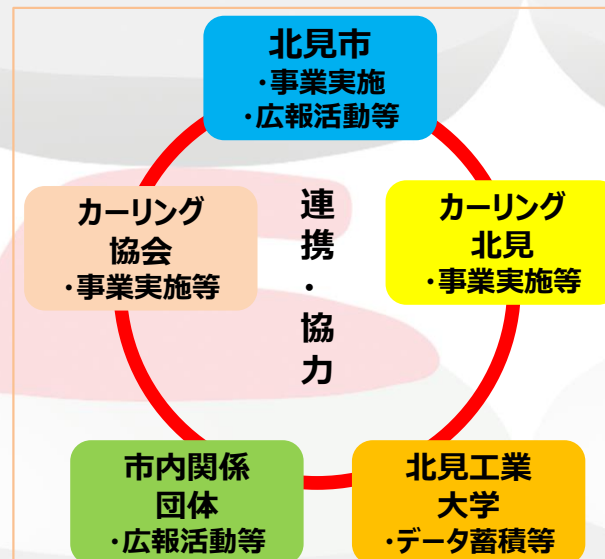 北見市
・事業実施
・広報活動等
カーリング
協会
・事業実施等
連
携
・
協
力
カーリング
北見
・事業実施等
市内関係
団体
・広報活動等
北見工業
大学
・データ蓄積等